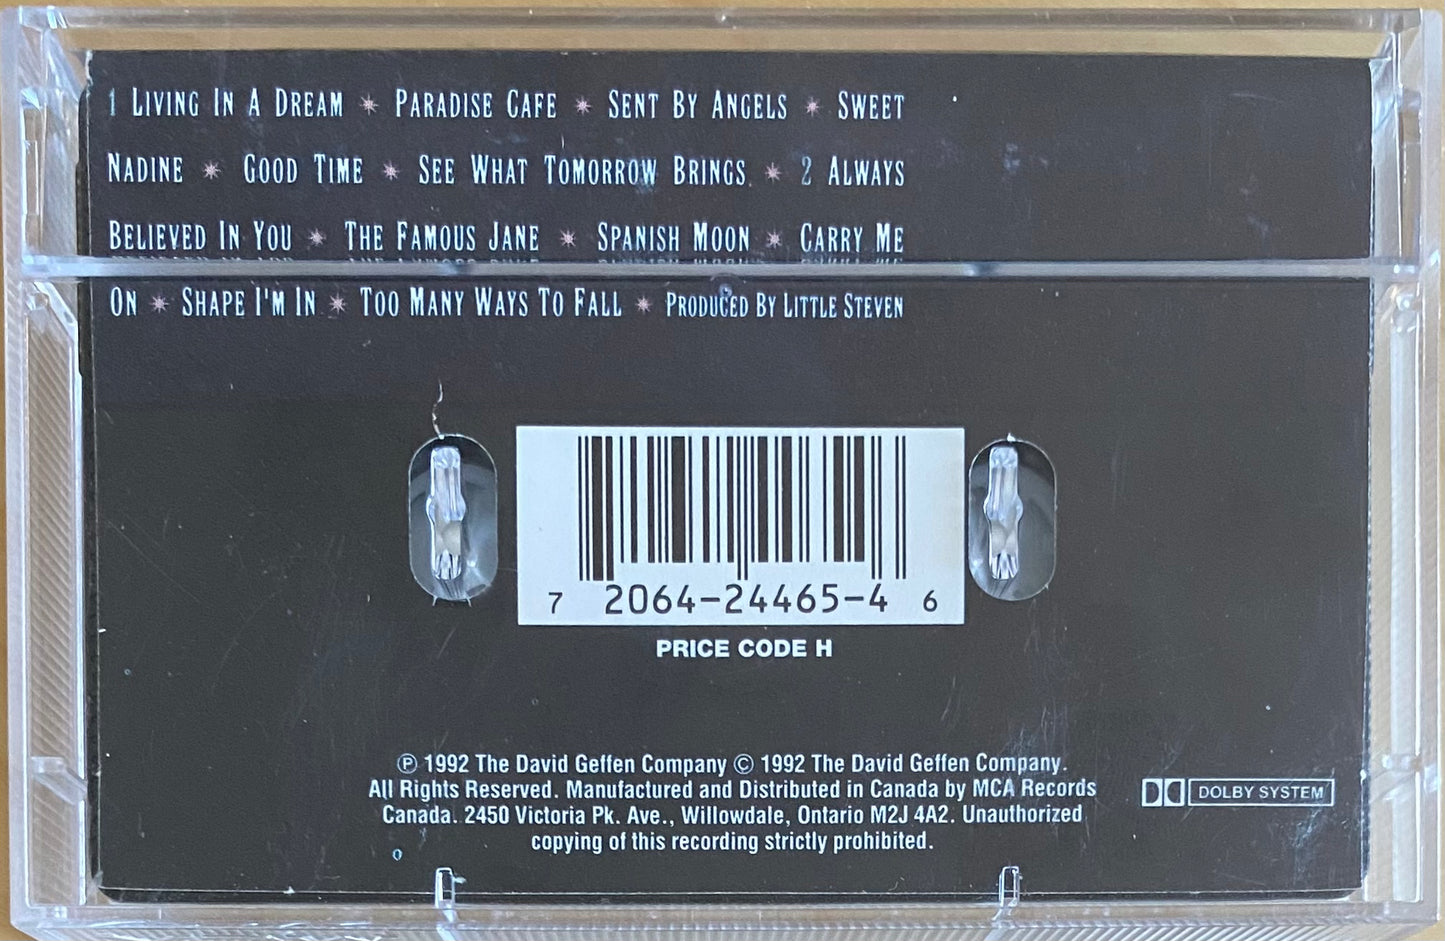 1 LIVING IN A DREAM * PARADISE CAFE * SENT BY ANGELS * SWEET
NADINE * GOOD TIME * SEE WHAT TOMORROW BRINGS * 2 ALWAYS
BELIEVED IN YOU * THE FAMOUS JANE * SPANISH MOON * CARRY ME
ON * SHAPE I'M IN * TOO MANY WAYS TO FALL * PRODUCED BY LITTLE STEVEN
7 2064-24465-4 6
PRICE CODE H
℗ 1992 The David Geffen Company © 1992 The David Geffen Company.
All Rights Reserved. Manufactured and Distributed in Canada by MCA Records
Canada. 2450 Victoria Pk. Ave., Willowdale, Ontario M2J 4A2. Unauthorized
copying of this recording strictly prohibited.
DOLBY SYSTEM